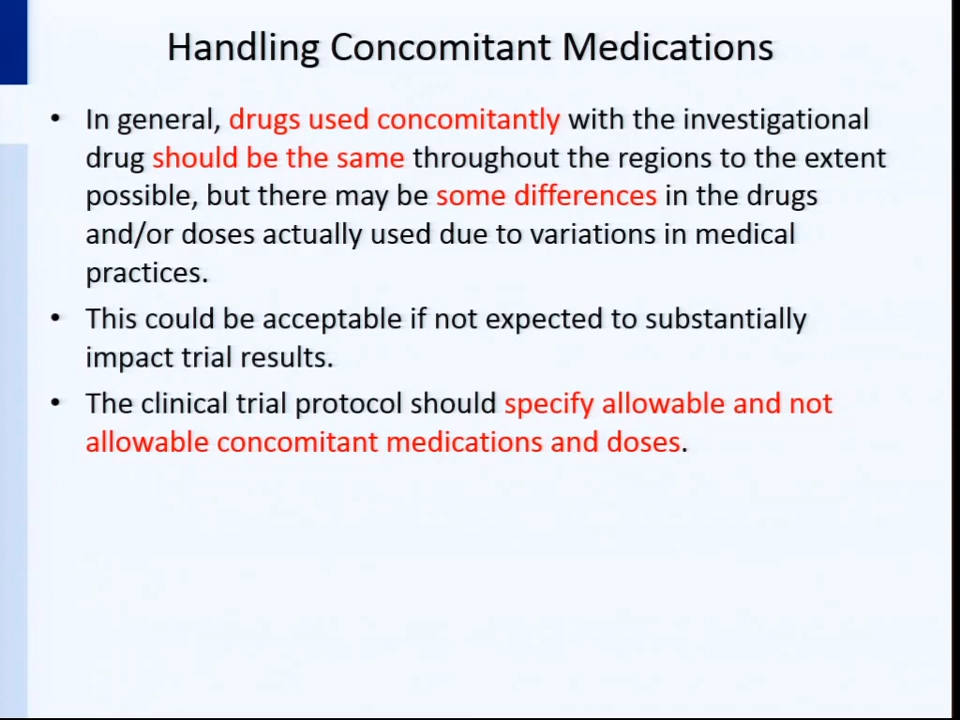 Handling Concomitant Medications
• In general, drugs used concomitantly with the investigational
drug should be the same throughout the regions to the extent
possible, but there may be some differences in the drugs
and/or doses actually used due to variations in medical
practices.
• This could be acceptable if not expected to substantially
impact trial results.
• The clinical trial protocol should specify allowable and not
allowable concomitant medications and doses.